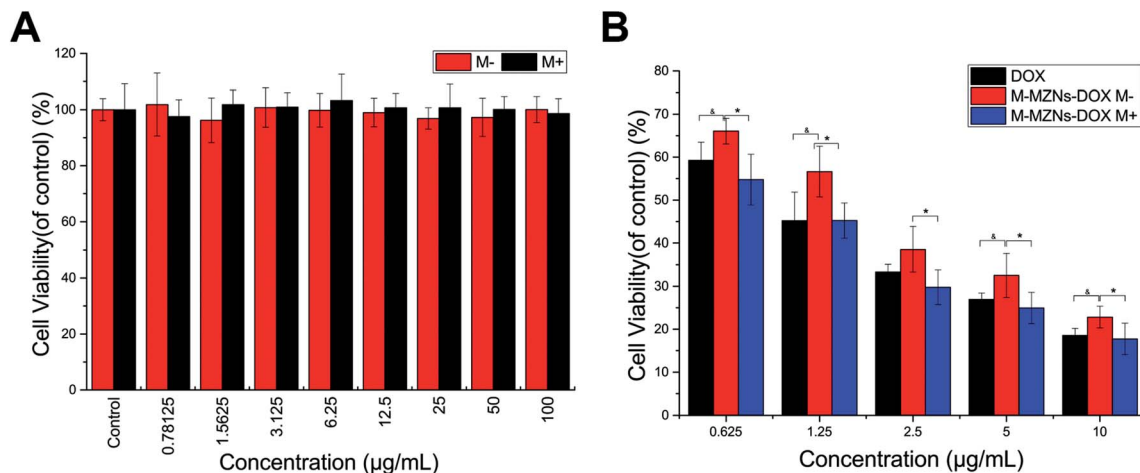 A
Cell Viability(of control) (%)
120
100
80
60
40
20
0
M-
M+
Control
0.78125
1.5625
3.125
6.25
12.5
25
50
100
Concentration (μg/mL)
B
Cell Viability(of control) (%)
80
70
60
50
40
30
20
10
0
DOX
M-MZNs-DOX M-
M-MZNs-DOX M+
& *
& *
*
& *
& *
0.625
1.25
2.5
5
10
Concentration (μg/mL)